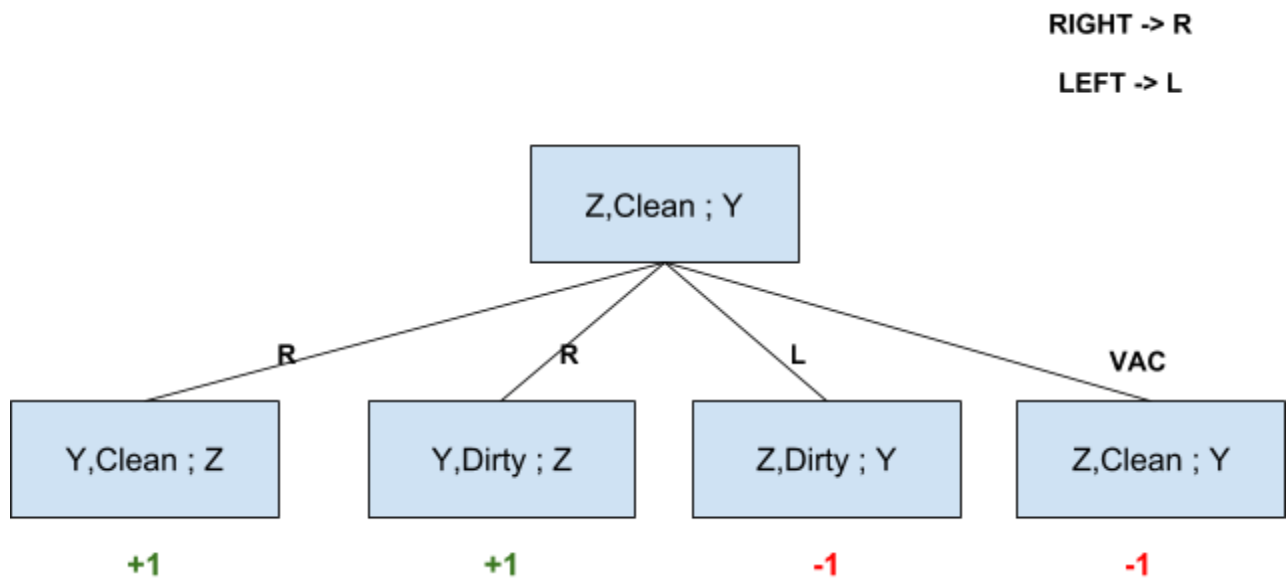 RIGHT -> R
LEFT -> L
Z,Clean ; Y
R
R
L
VAC
Y,Clean ; Z
Y,Dirty ; Z
Z,Dirty ; Y
Z,Clean ; Y
+1
+1
-1
-1